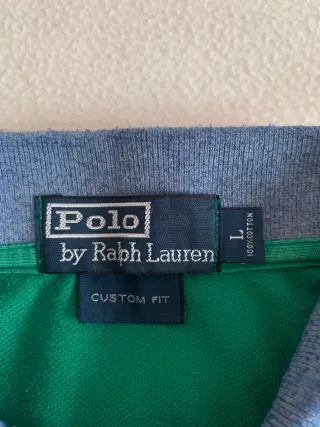 Polo
by Ralph Lauren
L
100% COTTON
CUSTOM FIT